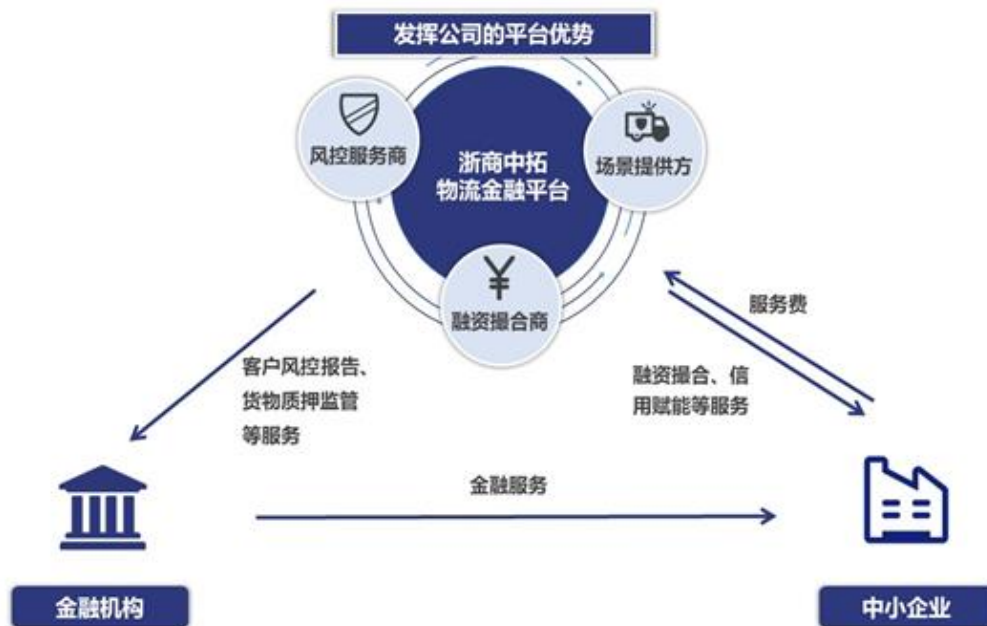 发挥公司的平台优势
风控服务商
浙商中拓
物流金融平台
场景提供方
融资撮合商
服务费
客户风控报告、
货物质押监管
等服务
融资撮合、信
用赋能等服务
金融服务
金融机构
中小企业